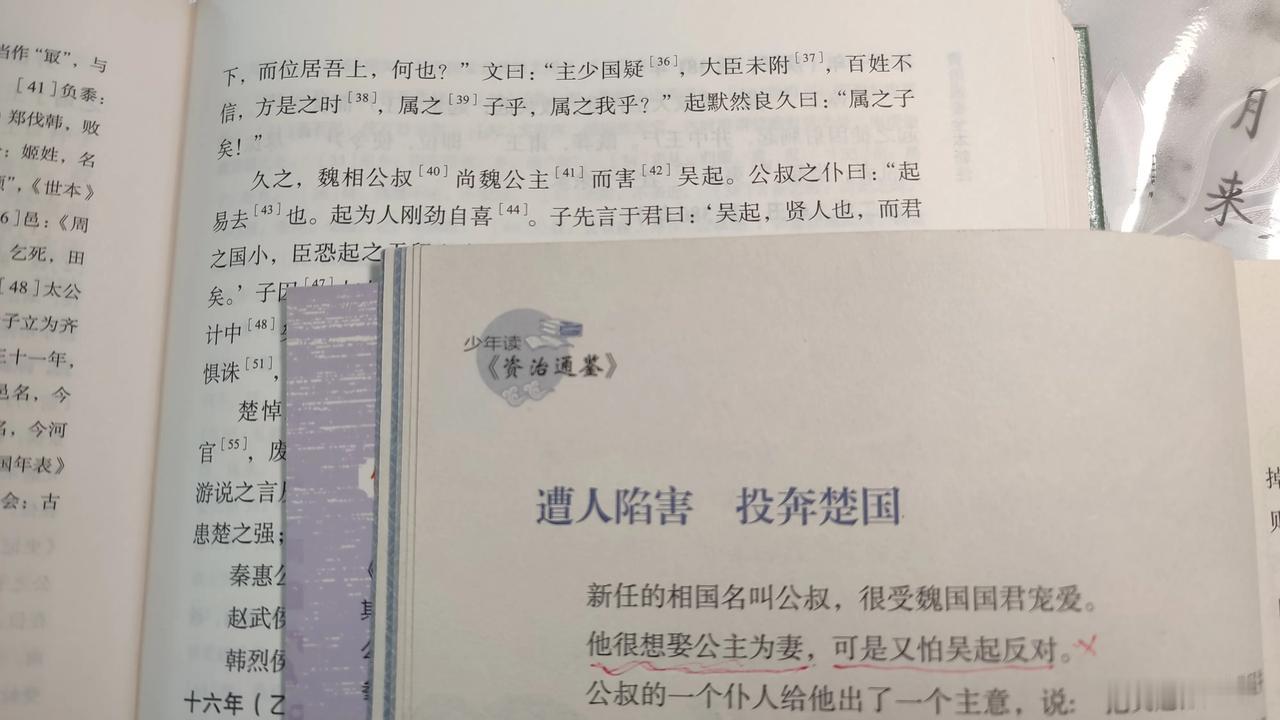 当作“冣”，与
[41]负黍：
郑伐韩，败
姬姓，名
《世本》
6]邑：《周
乞死，田
[48]太公
子立为齐
三十一年，
邑名，今
名，今河
国年表》
会；古
下，而位居吾上，何也？”文曰：“主少国疑[36]，大臣未附[37]，百姓不
信，方是之时[38]，属之[39]子乎，属之我乎？”起默然良久曰：“属之子
矣！”
久之，魏相公叔[40]尚魏公主[41]而害[42]吴起。公叔之仆曰：“起
易去[43]也。起为人刚劲自喜[44]。子先言于君曰：‘吴起，贤人也，而君
之国小，臣恐起之
矣。’子因[47]
计中[48]
惧诛[51]，
楚悼
官[55]，废
游说之言
患楚之强；
秦惠公
赵武侯
韩烈侯
十六年（乙
少年读
《资治通鉴》
遭人陷害 投奔楚国
新任的相国名叫公叔，很受魏国国君宠爱。
他很想娶公主为妻，可是又怕吴起反对。
公叔的一个仆人给他出了一个主意，说：
月
来